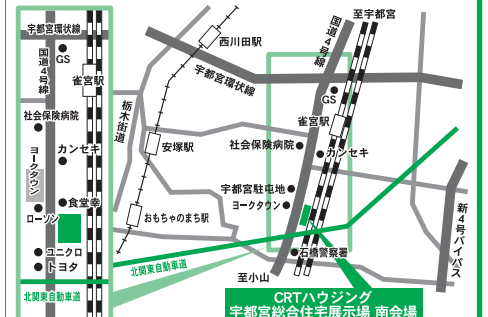 宇都宮環状線
国道4号線
GS
雀宮駅
社会保険病院
カンセキ
ヨークタウン
食堂幸
ローソン
ユニクロ
トヨタ
北関東自動車道
至宇都宮
西川田駅
国道4号線
宇都宮環状線
栃木街道
GS
雀宮駅
安塚駅
社会保険病院
カンセキ
宇都宮駐屯地
ヨークタウン
おもちゃのまち駅
新4号バイパス
石橋警察署
北関東自動車道
至小山
CRTハウジング
宇都宮総合住宅展示場 南会場